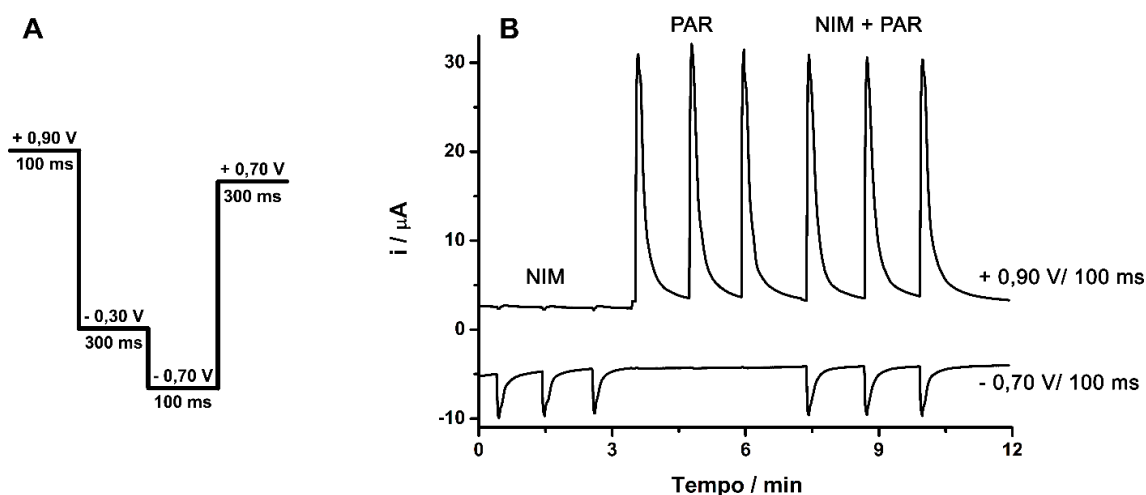 A
+ 0,90 V
100 ms
- 0,30 V
300 ms
- 0,70 V
100 ms
+ 0,70 V
300 ms
B
PAR
NIM + PAR
NIM
+ 0,90 V/ 100 ms
- 0,70 V/ 100 ms
i / µA
30
20
10
0
-10
0
3
6
9
12
Tempo / min